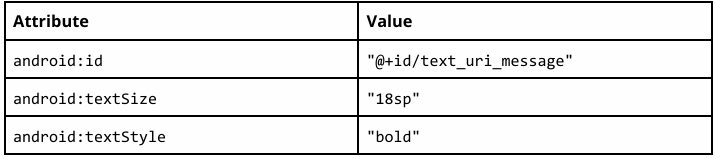 Attribute Value
android:id "@+id/text_uri_message"
android:textSize "18sp"
android:textStyle "bold"